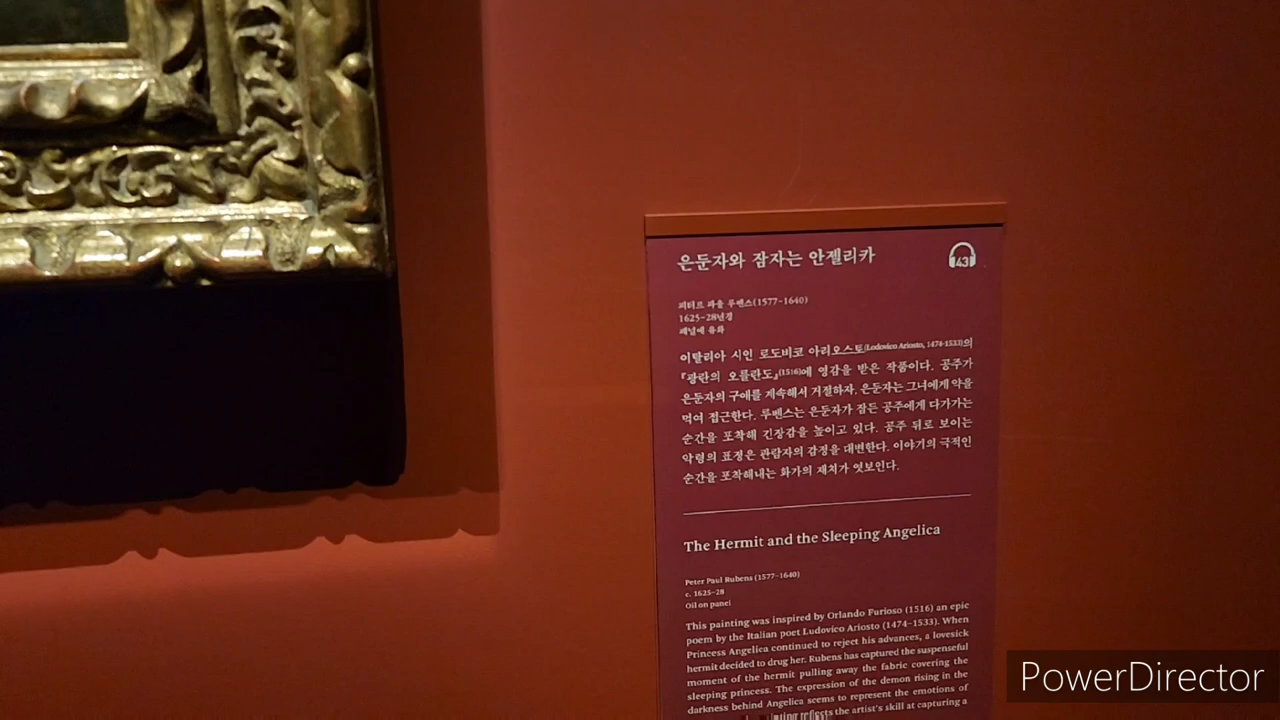 은둔자와 잠자는 안젤리카
43
피터르 파울 루벤스(1577-1640)
1625-28년경
패널에 유화
이탈리아 시인 로도비코 아리오스토(Lodovico Ariosto, 1474-1533)의
『광란의 오를란도』(1516)에 영감을 받은 작품이다. 공주가
은둔자의 구애를 계속해서 거절하자, 은둔자는 그녀에게 약을
먹여 접근한다. 루벤스는 은둔자가 잠든 공주에게 다가가는
순간을 포착해 긴장감을 높이고 있다. 공주 뒤로 보이는
악령의 표정은 관람자의 감정을 대변한다. 이야기의 극적인
순간을 포착해내는 화가의 재치가 엿보인다.
The Hermit and the Sleeping Angelica
Peter Paul Rubens (1577-1640)
c. 1625-28
Oil on panel
This painting was inspired by Orlando Furioso (1516) an epic
poem by the Italian poet Ludovico Ariosto (1474-1533). When
Princess Angelica continued to reject his advances, a lovesick
hermit decided to drug her. Rubens has captured the suspenseful
moment of the hermit pulling away the fabric covering the
sleeping princess. The expression of the demon rising in the
darkness behind Angelica seems to represent the emotions of
reflects the artist's skill at capturing a
PowerDirector